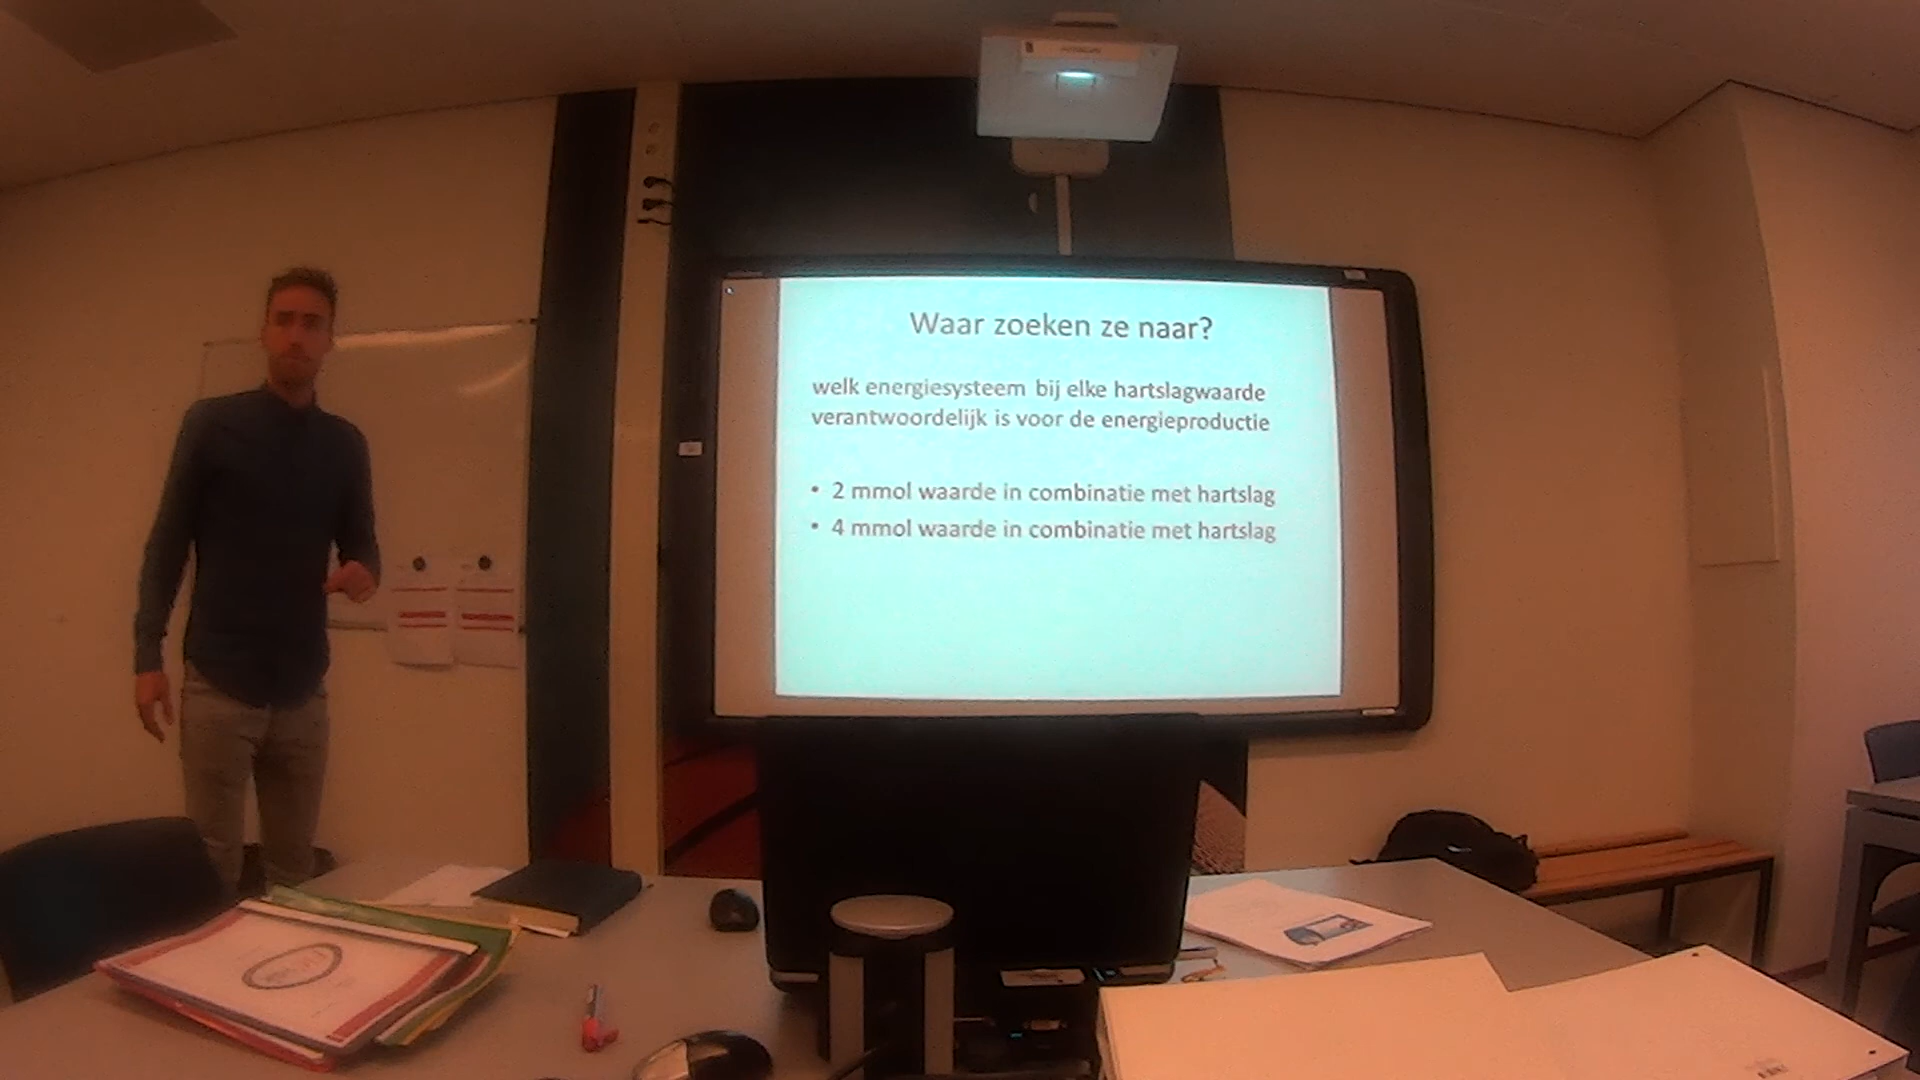 Waar zoeken ze naar?
welk energiesysteem bij elke hartslagwaarde
verantwoordelijk is voor de energieproductie
• 2 mmol waarde in combinatie met hartslag
• 4 mmol waarde in combinatie met hartslag